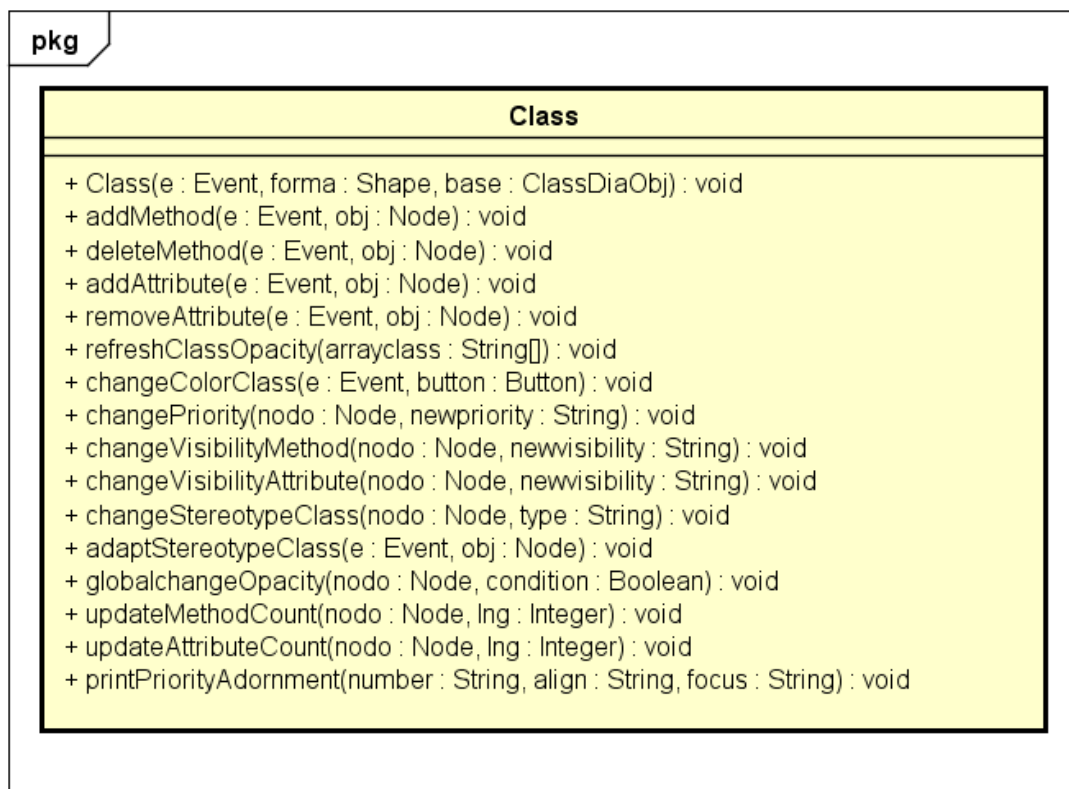 pkg
Class
+ Class(e : Event, forma : Shape, base : ClassDiaObj) : void
+ addMethod(e : Event, obj : Node) : void
+ deleteMethod(e : Event, obj : Node) : void
+ addAttribute(e : Event, obj : Node) : void
+ removeAttribute(e : Event, obj : Node) : void
+ refreshClassOpacity(arrayclass : String[]) : void
+ changeColorClass(e : Event, button : Button) : void
+ changePriority(nodo : Node, newpriority : String) : void
+ changeVisibilityMethod(nodo : Node, newvisibility : String) : void
+ changeVisibilityAttribute(nodo : Node, newvisibility : String) : void
+ changeStereotypeClass(nodo : Node, type : String) : void
+ adaptStereotypeClass(e : Event, obj : Node) : void
+ globalchangeOpacity(nodo : Node, condition : Boolean) : void
+ updateMethodCount(nodo : Node, lng : Integer) : void
+ updateAttributeCount(nodo : Node, lng : Integer) : void
+ printPriorityAdornment(number : String, align : String, focus : String) : void